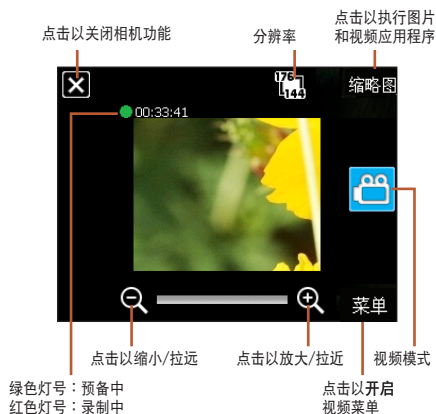 点击以关闭相机功能
分辨率
点击以执行图片
和视频应用程序
176
144
缩略图
00:33:41
菜单
点击以缩小/拉远
点击以放大/拉近
视频模式
绿色灯号：预备中
红色灯号：录制中
点击以开启
视频菜单